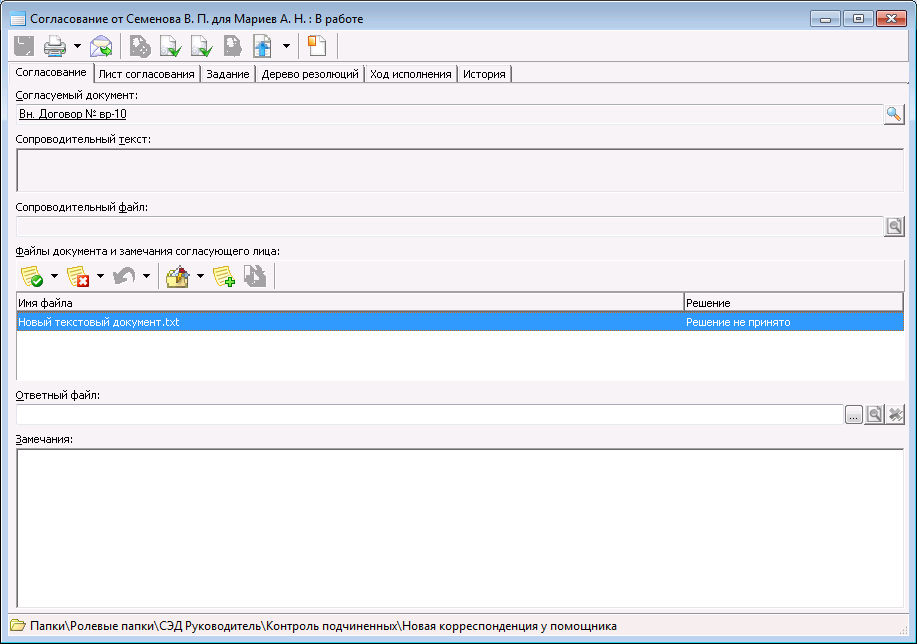 Согласование от Семенова В. П. для Мариев А. Н. : В работе
Согласование Лист согласования Задание Дерево резолюций Ход исполнения История
Согласуемый документ:
Вн. Договор № вр-10
Сопроводительный текст:
Сопроводительный файл:
Файлы документа и замечания согласующего лица:
Имя файла Решение
Новый текстовый документ.txt Решение не принято
Ответный файл:
...
Замечания:
Папки\Ролевые папки\СЭД Руководитель\Контроль подчиненных\Новая корреспонденция у помощника